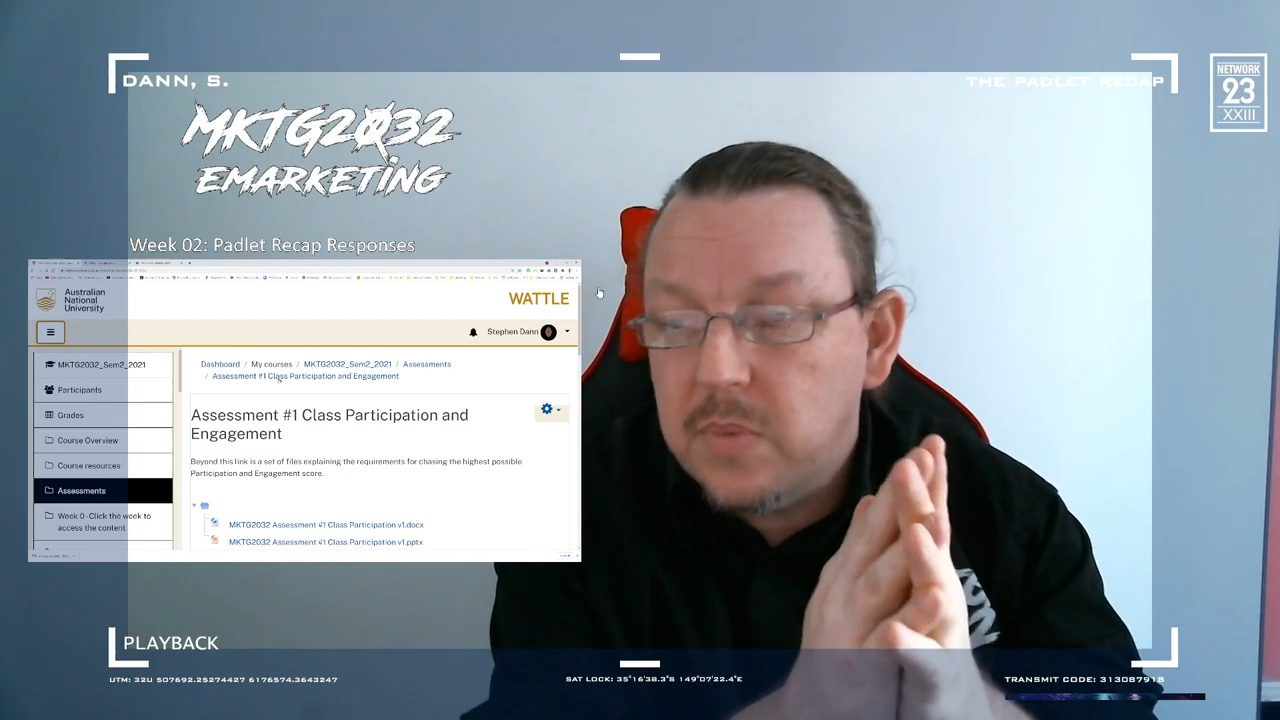 DANN, S.
THE PADLET RECAP
NETWORK
23
XXIII
MKTG2032
EMARKETING
Week 02: Padlet Recap Responses
Australian
National
University
WATTLE
Stephen Dann
MKTG2032_Sem2_2021
Participants
Grades
Course Overview
Course resources
Assessments
Week 0 - Click the week to
access the content
Dashboard / My courses / MKTG2032_Sem2_2021 / Assessments
/ Assessment #1 Class Participation and Engagement
Assessment #1 Class Participation and
Engagement
Beyond this link is a set of files explaining the requirements for chasing the highest possible
Participation and Engagement score.
MKTG2032 Assessment #1 Class Participation v1.docx
MKTG2032 Assessment #1 Class Participation v1.pptx
PLAYBACK
UTM: 32U 507692.25274427 6176574.3643247
SAT LOCK: 35°16'38.3"S 149°07'22.4"E
TRANSMIT CODE: 313087918